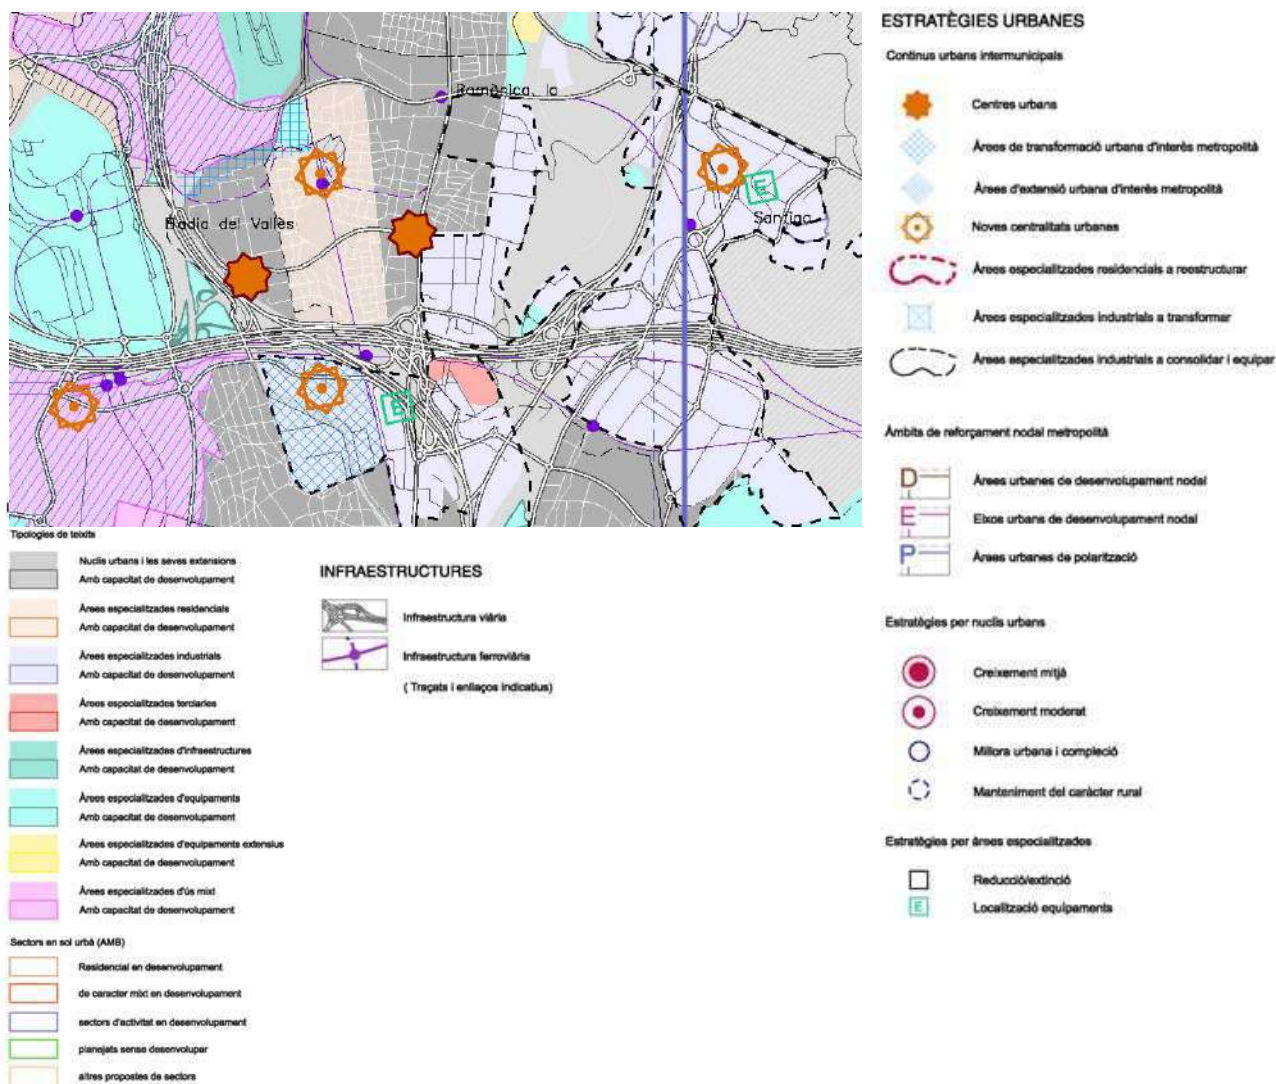 Romànica, la
Badia del Vallès
Santiga
E
E
ESTRATÈGIES URBANES
Continus urbans intermunicipals
Centres urbans
Àrees de transformació urbana d'interès metropolità
Àrees d'extensió urbana d'interès metropolità
Noves centralitats urbanes
Àrees especialitzades residencials a reestructurar
Àrees especialitzades industrials a transformar
Àrees especialitzades industrials a consolidar i equipar
Àmbits de reforçament nodal metropolità
D
Àrees urbanes de desenvolupament nodal
E
Eixos urbans de desenvolupament nodal
P
Àrees urbanes de polarització
Estratègies per nuclis urbans
Creixement mitjà
Creixement moderat
Millora urbana i compleció
Manteniment del caràcter rural
Estratègies per àrees especialitzades
Reducció/extinció
E
Localització equipaments
Tipologies de teixits
Nuclis urbans i les seves extensions
Amb capacitat de desenvolupament
Àrees especialitzades residencials
Amb capacitat de desenvolupament
Àrees especialitzades industrials
Amb capacitat de desenvolupament
Àrees especialitzades terciaries
Amb capacitat de desenvolupament
Àrees especialitzades d'infraestructures
Amb capacitat de desenvolupament
Àrees especialitzades d'equipaments
Amb capacitat de desenvolupament
Àrees especialitzades d'equipaments extensius
Amb capacitat de desenvolupament
Àrees especialitzades d'ús mixt
Amb capacitat de desenvolupament
Sectors en sol urbà (AMB)
Residencial en desenvolupament
de caracter mixt en desenvolupament
sectors d'activitat en desenvolupament
planejats sense desenvolupar
altres propostes de sectors
INFRAESTRUCTURES
Infraestructura viària
Infraestructura ferroviària
( Traçats i enllaços indicatius)